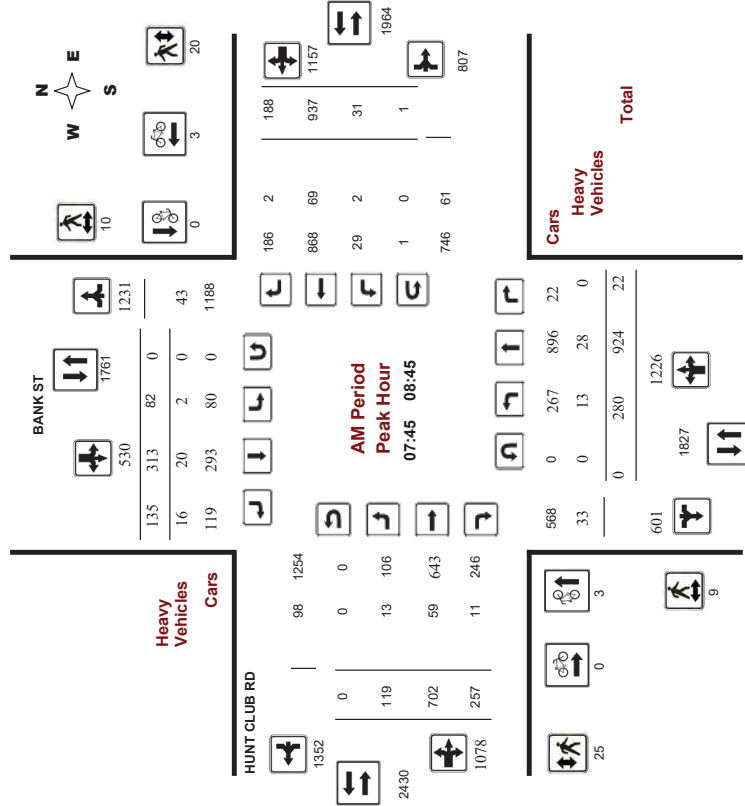 N
W E
S
20
3
10
0
BANK ST
1761
1231
530
135 313 82 0
16 20 2 0 43
119 293 80 0 1188
Heavy
Vehicles
Cars
1964
1157
807
186 2 188
868 69 937
29 2 31
1 0 1
746 61
AM Period
Peak Hour
07:45 08:45
HUNT CLUB RD
1352
98 1254
2430
0 0 0
119 13 106
702 59 643
257 11 246
1078
Cars
Heavy
Vehicles
Total
568 0 267 896 22
33 0 13 28 0
0 280 924 22
601
1226
1827
3
0
25
9